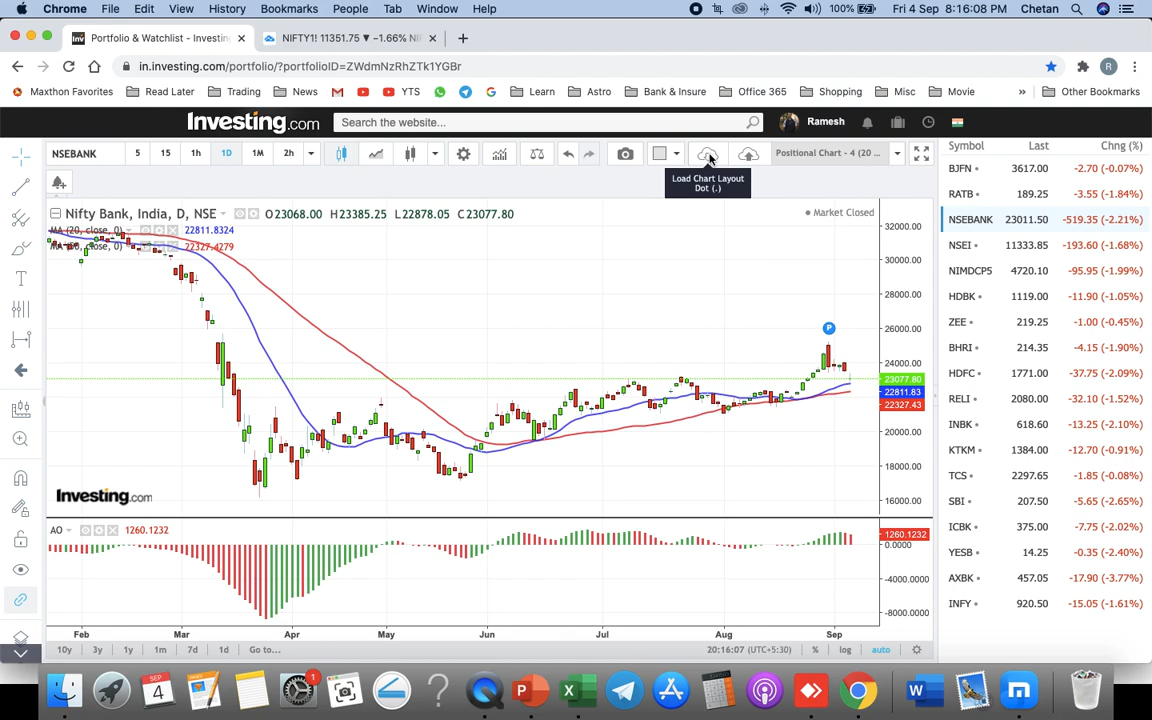 Chrome File Edit View History Bookmarks People Tab Window Help 100% Fri 4 Sep 8:16:08 PM Chetan
Inv Portfolio & Watchlist - Investin NIFTY1! 11351.75 ▼ −1.66% NI
in.investing.com/portfolio/?portfolioID=ZWdmNzRhZTk1YGBr R
Maxthon Favorites Read Later Trading News YTS Learn Astro Bank & Insure Office 365 Shopping Misc Movie » Other Bookmarks
Investing.com Search the website... Ramesh
NSEBANK 5 15 1h 1D 1M 2h Positional Chart - 4 (20 ...
Symbol Last Chng (%)
Load Chart Layout
Dot (.)
Nifty Bank, India, D, NSE O23068.00 H23385.25 L22878.05 C23077.80 Market Closed
MA (20, close, 0) 22811.8324
close, 0) 22327.4279
P
32000.00
30000.00
28000.00
26000.00
24000.00
23077.80
22811.83
22327.43
20000.00
18000.00
16000.00
Investing.com
AO 1260.1232
1260.1232
0.0000
-4000.0000
-8000.0000
Feb Mar Apr May Jun Jul Aug Sep
10y 3y 1y 1m 7d 1d Go to... 20:16:07 (UTC+5:30) % log auto
BJFN 3617.00 -2.70 (-0.07%)
RATB 189.25 -3.55 (-1.84%)
NSEBANK 23011.50 -519.35 (-2.21%)
NSEI 11333.85 -193.60 (-1.68%)
NIMDCP5 4720.10 -95.95 (-1.99%)
HDBK 1119.00 -11.90 (-1.05%)
ZEE 219.25 -1.00 (-0.45%)
BHRI 214.35 -4.15 (-1.90%)
HDFC 1771.00 -37.75 (-2.09%)
RELI 2080.00 -32.10 (-1.52%)
INBK 618.60 -13.25 (-2.10%)
KTKM 1384.00 -12.70 (-0.91%)
TCS 2297.65 -1.85 (-0.08%)
SBI 207.50 -5.65 (-2.65%)
ICBK 375.00 -7.75 (-2.02%)
YESB 14.25 -0.35 (-2.40%)
AXBK 457.05 -17.90 (-3.77%)
INFY 920.50 -15.05 (-1.61%)
SEP
4
1
?
P
X
W